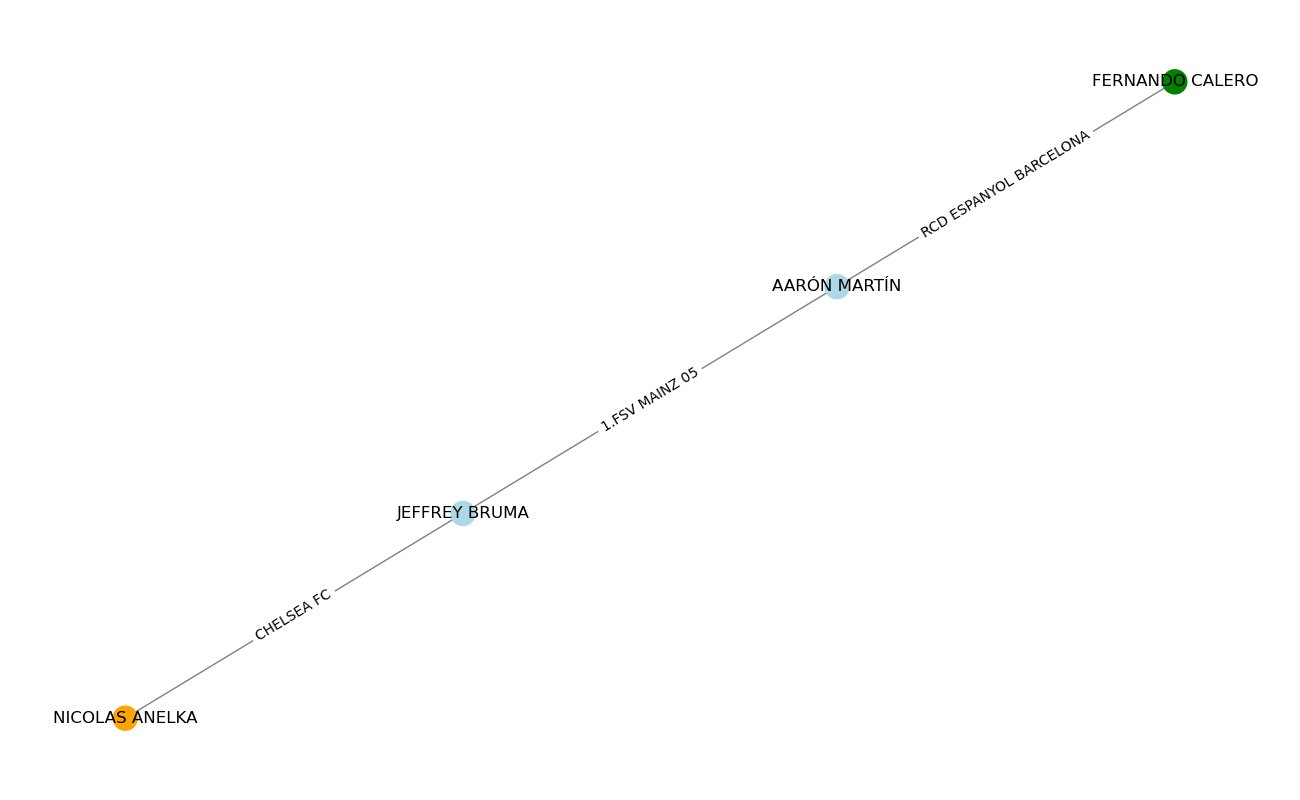 FERNANDO CALERO
RCD ESPANYOL BARCELONA
AARÓN MARTÍN
1.FSV MAINZ 05
JEFFREY BRUMA
CHELSEA FC
NICOLAS ANELKA